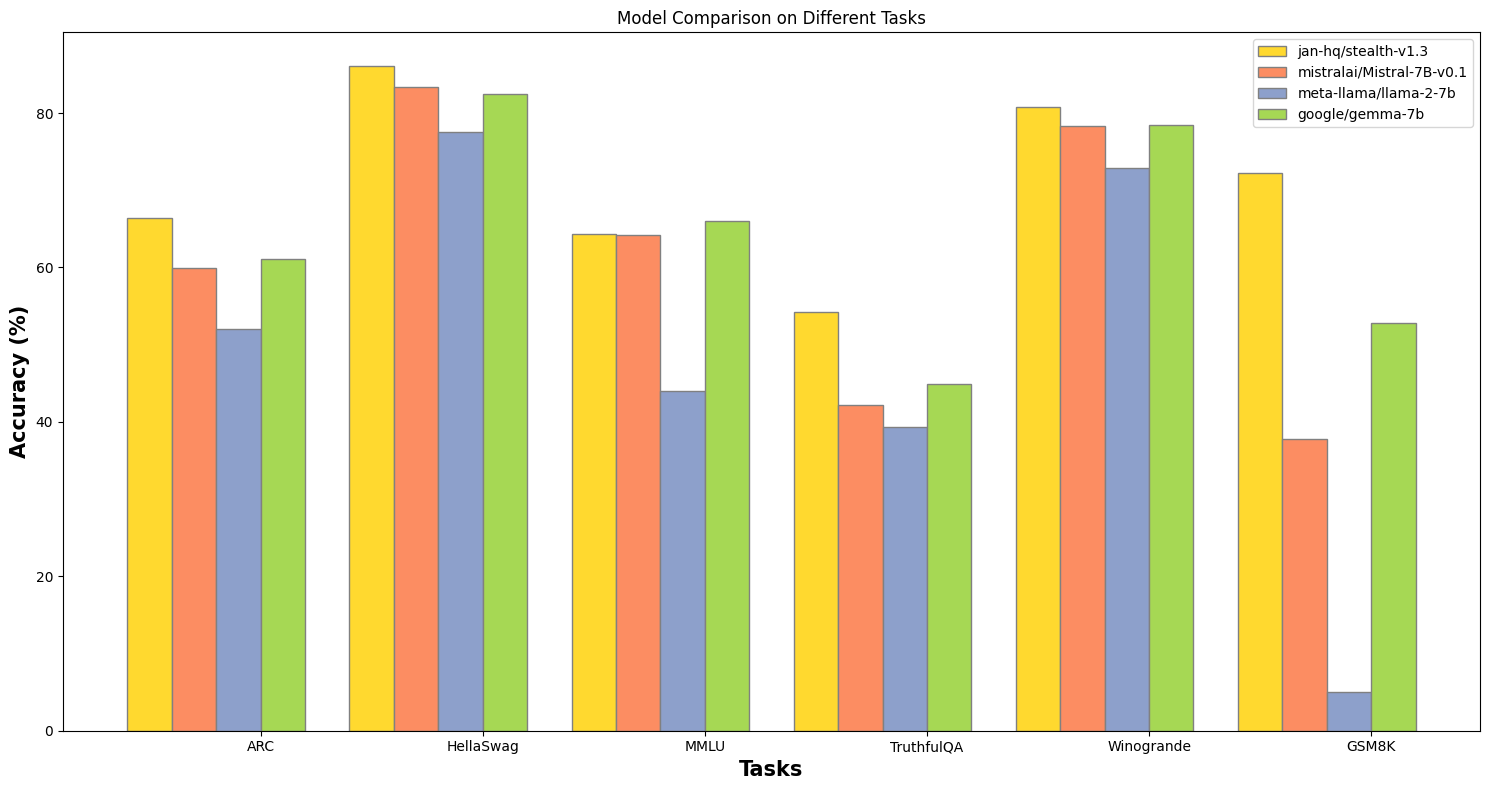 Model Comparison on Different Tasks
jan-hq/stealth-v1.3
mistralai/Mistral-7B-v0.1
meta-llama/llama-2-7b
google/gemma-7b
Accuracy (%)
80
60
40
20
0
ARC
HellaSwag
MMLU
TruthfulQA
Winogrande
GSM8K
Tasks